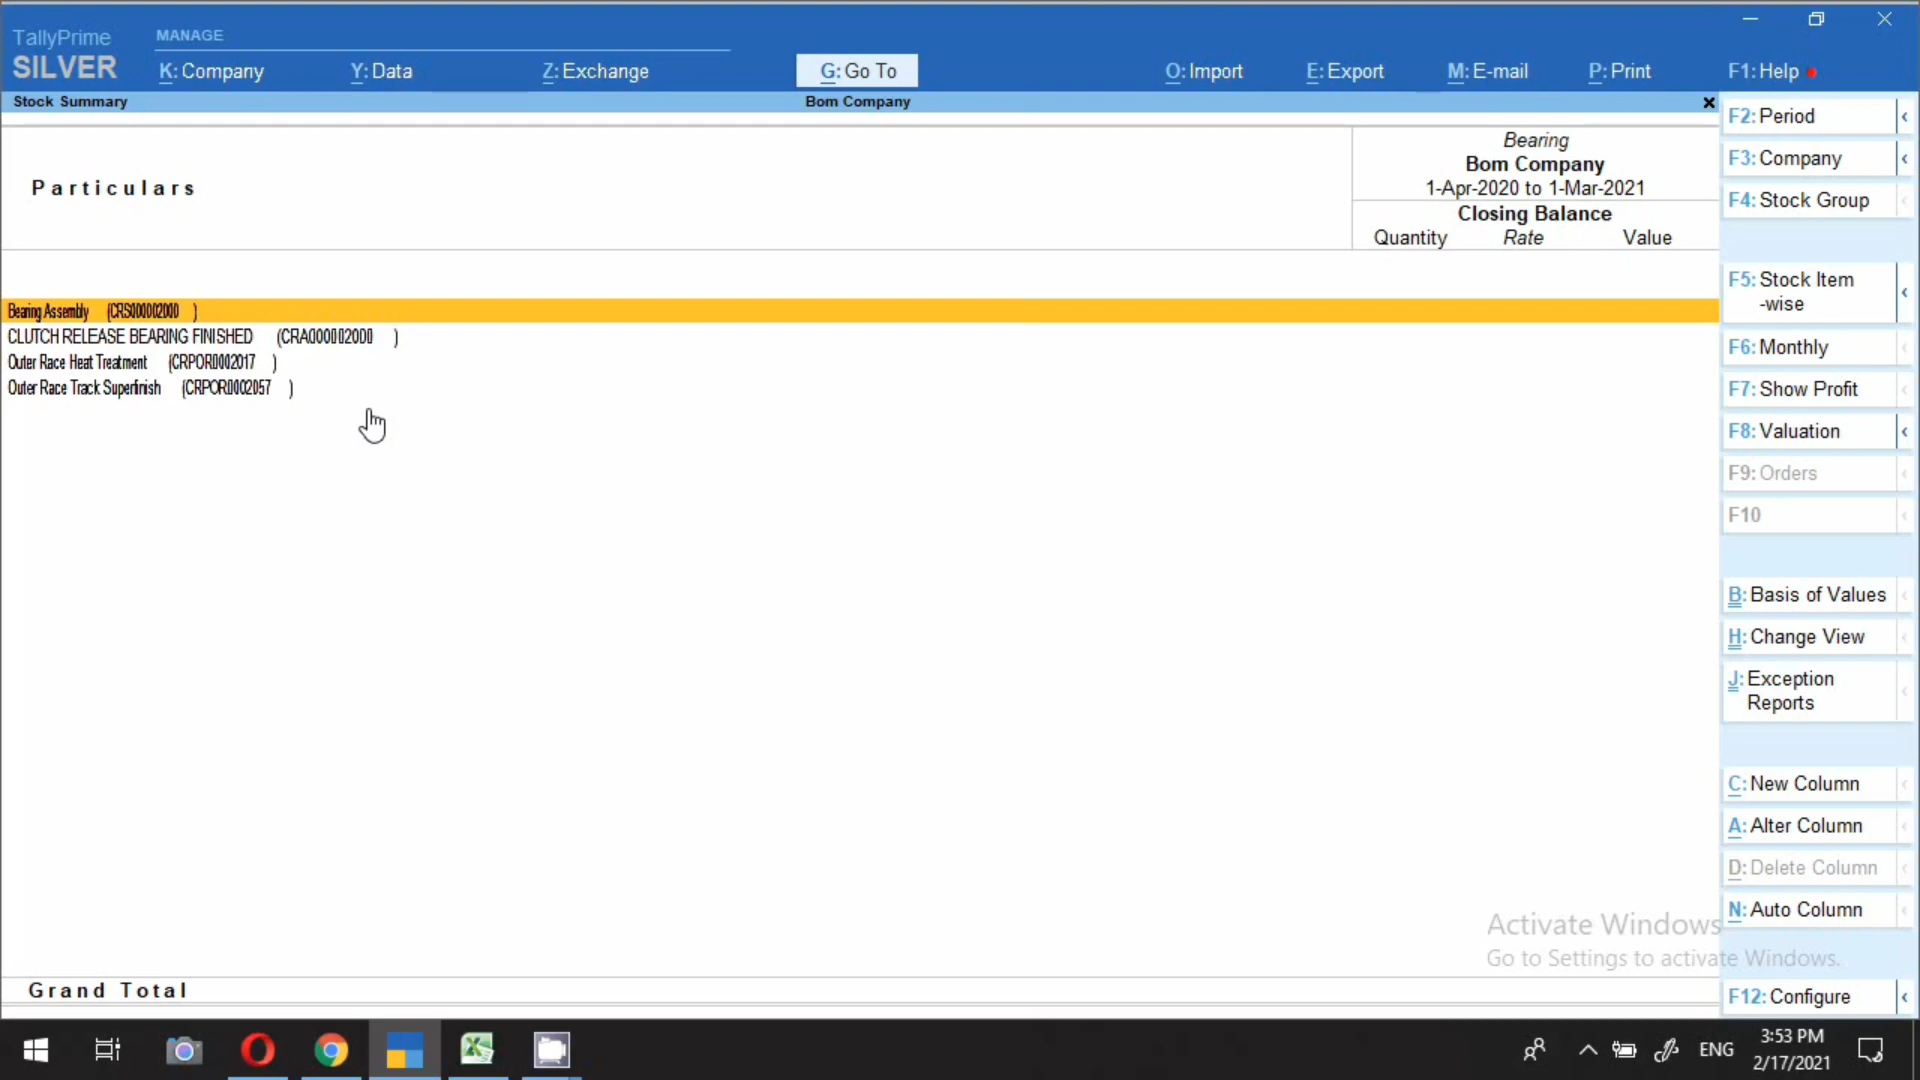 TallyPrime
SILVER
MANAGE
K: Company
Y: Data
Z: Exchange
G: Go To
O: Import
E: Export
M: E-mail
P: Print
F1: Help
Stock Summary
Bom Company
Particulars
Bearing
Bom Company
1-Apr-2020 to 1-Mar-2021
Closing Balance
Quantity Rate Value
Bearing Assembly (CRS000002000 )
CLUTCH RELEASE BEARING FINISHED (CRA000002000 )
Outer Race Heat Treatment (CRPOR0002017 )
Outer Race Track Superfinish (CRPOR0002057 )
Grand Total
F2: Period
F3: Company
F4: Stock Group
F5: Stock Item
-wise
F6: Monthly
F7: Show Profit
F8: Valuation
F9: Orders
F10
B: Basis of Values
H: Change View
J: Exception
Reports
C: New Column
A: Alter Column
D: Delete Column
N: Auto Column
Activate Windows
Go to Settings to activate Windows.
F12: Configure
ENG
3:53 PM
2/17/2021